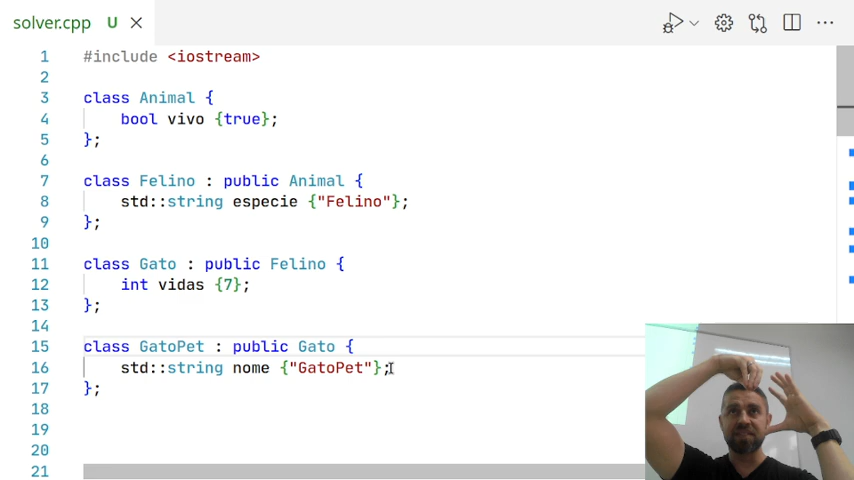 solver.cpp U
1 #include <iostream>
2
3 class Animal {
4 bool vivo {true};
5 };
6
7 class Felino : public Animal {
8 std::string especie {"Felino"};
9 };
10
11 class Gato : public Felino {
12 int vidas {7};
13 };
14
15 class GatoPet : public Gato {
16 std::string nome {"GatoPet"};
17 };
18
19
20
21